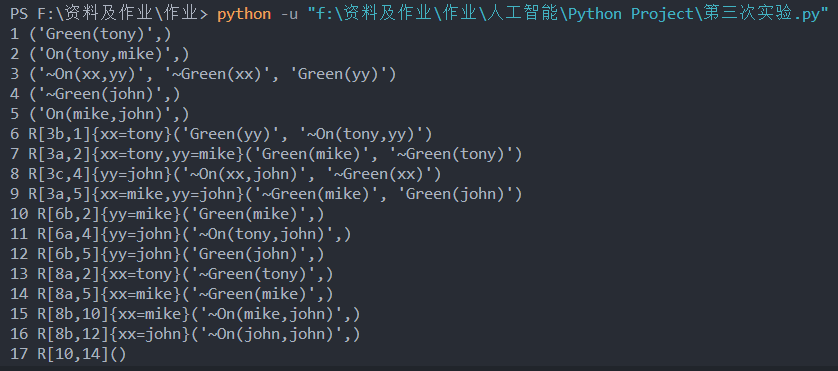 PS F:\资料及作业\作业> python -u "f:\资料及作业\作业\人工智能\Python Project\第三次实验.py"
1 ('Green(tony)',)
2 ('On(tony,mike)',)
3 ('~On(xx,yy)', '~Green(xx)', 'Green(yy)')
4 ('~Green(john)',)
5 ('On(mike,john)',)
6 R[3b,1]{xx=tony}('Green(yy)', '~On(tony,yy)')
7 R[3a,2]{xx=tony,yy=mike}('Green(mike)', '~Green(tony)')
8 R[3c,4]{yy=john}('~On(xx,john)', '~Green(xx)')
9 R[3a,5]{xx=mike,yy=john}('~Green(mike)', 'Green(john)')
10 R[6b,2]{yy=mike}('Green(mike)',)
11 R[6a,4]{yy=john}('~On(tony,john)',)
12 R[6b,5]{yy=john}('Green(john)',)
13 R[8a,2]{xx=tony}('~Green(tony)',)
14 R[8a,5]{xx=mike}('~Green(mike)',)
15 R[8b,10]{xx=mike}('~On(mike,john)',)
16 R[8b,12]{xx=john}('~On(john,john)',)
17 R[10,14]()